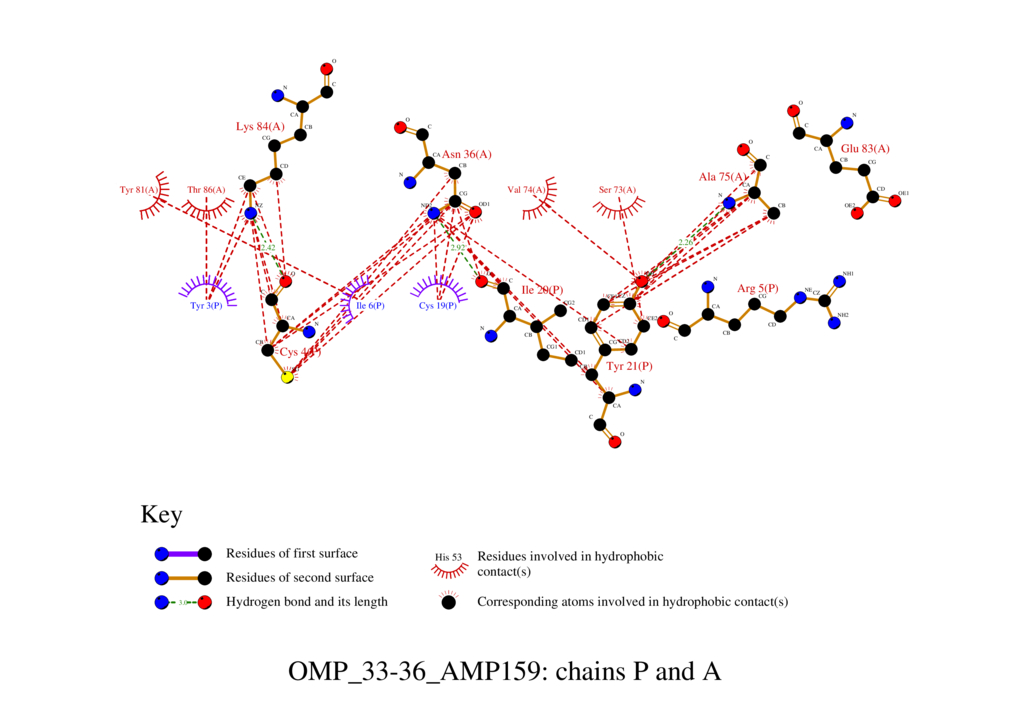 O
N
C
CA
CB
Lys 84(A)
CG
CD
CE
NZ
O
C
Asn 36(A)
CA
CB
N
CG
OD1
O
C
Ala 75(A)
CA
N
CB
O
N
C
CA
Glu 83(A)
CB
CG
CD
OE1
OE2
Tyr 81(A)
Thr 86(A)
Val 74(A)
Ser 73(A)
2.42
2.92
2.26
Tyr 3(P)
Ile 6(P)
Cys 19(P)
O
CA
N
CB
C
Ile 20(P)
CG2
CA
N
CB
CG1
CD1
Arg 5(P)
N
CG
NE
CZ
NH1
NH2
CA
CB
CD
O
C
Tyr 21(P)
N
CA
C
O
Key
Residues of first surface
Residues of second surface
3.0
Hydrogen bond and its length
His 53
Residues involved in hydrophobic
contact(s)
Corresponding atoms involved in hydrophobic contact(s)
OMP_33-36_AMP159: chains P and A